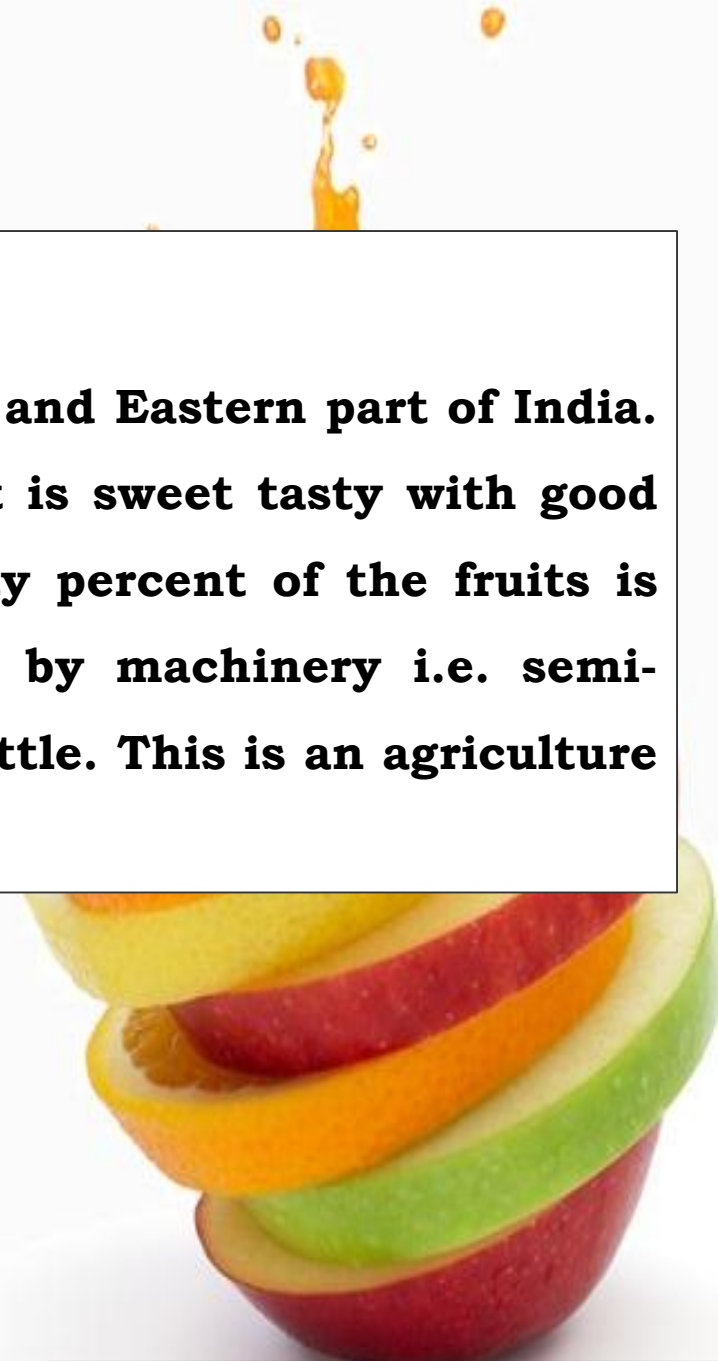 and Eastern part of India.
is sweet tasty with good
percent of the fruits is
by machinery i.e. semi-
This is an agriculture